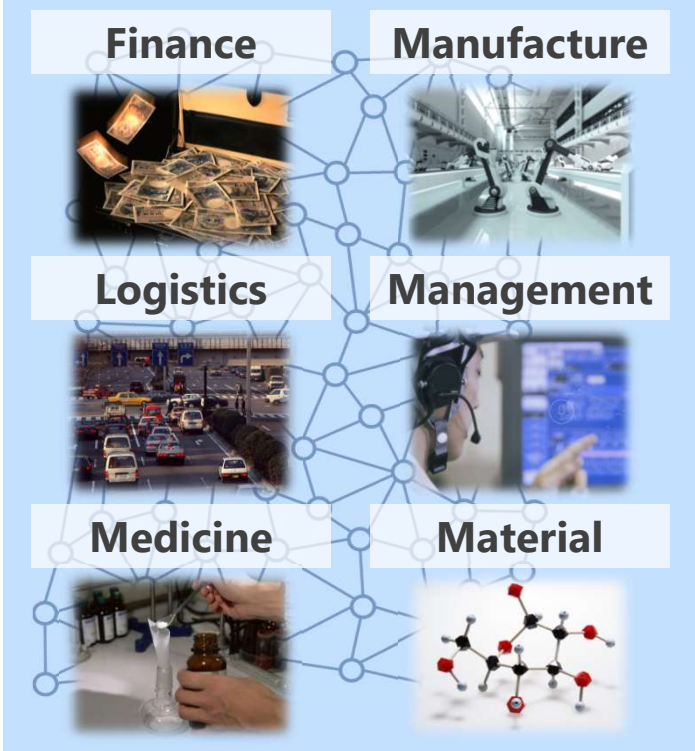 Finance
Manufacture
Logistics
Management
Medicine
Material